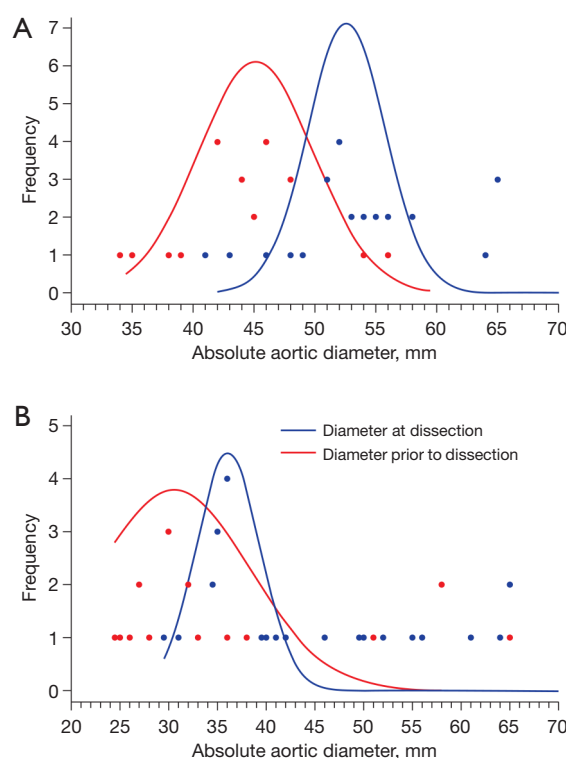 A
7
6
5
4
3
2
1
0
Frequency
30 35 40 45 50 55 60 65 70
Absolute aortic diameter, mm
B
5
4
3
2
1
0
Frequency
Diameter at dissection
Diameter prior to dissection
20 25 30 35 40 45 50 55 60 65 70
Absolute aortic diameter, mm